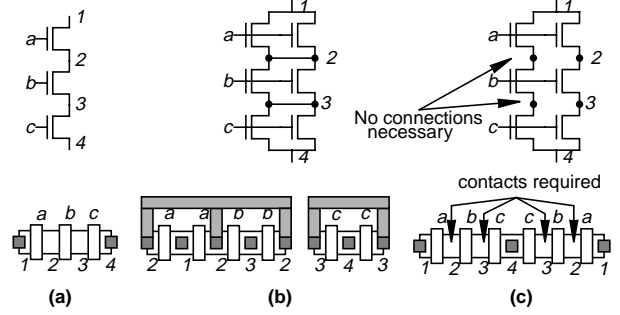 1
a
2
b
3
c
4
1
a
2
b
3
c
4
1
a
2
b
3
c
4
No connections
necessary
contacts required
a b c
1 2 3 4
a a b b
2 1 2 3 2
c c
3 4 3
a b c c b a
1 2 3 4 3 2 1
(a) (b) (c)